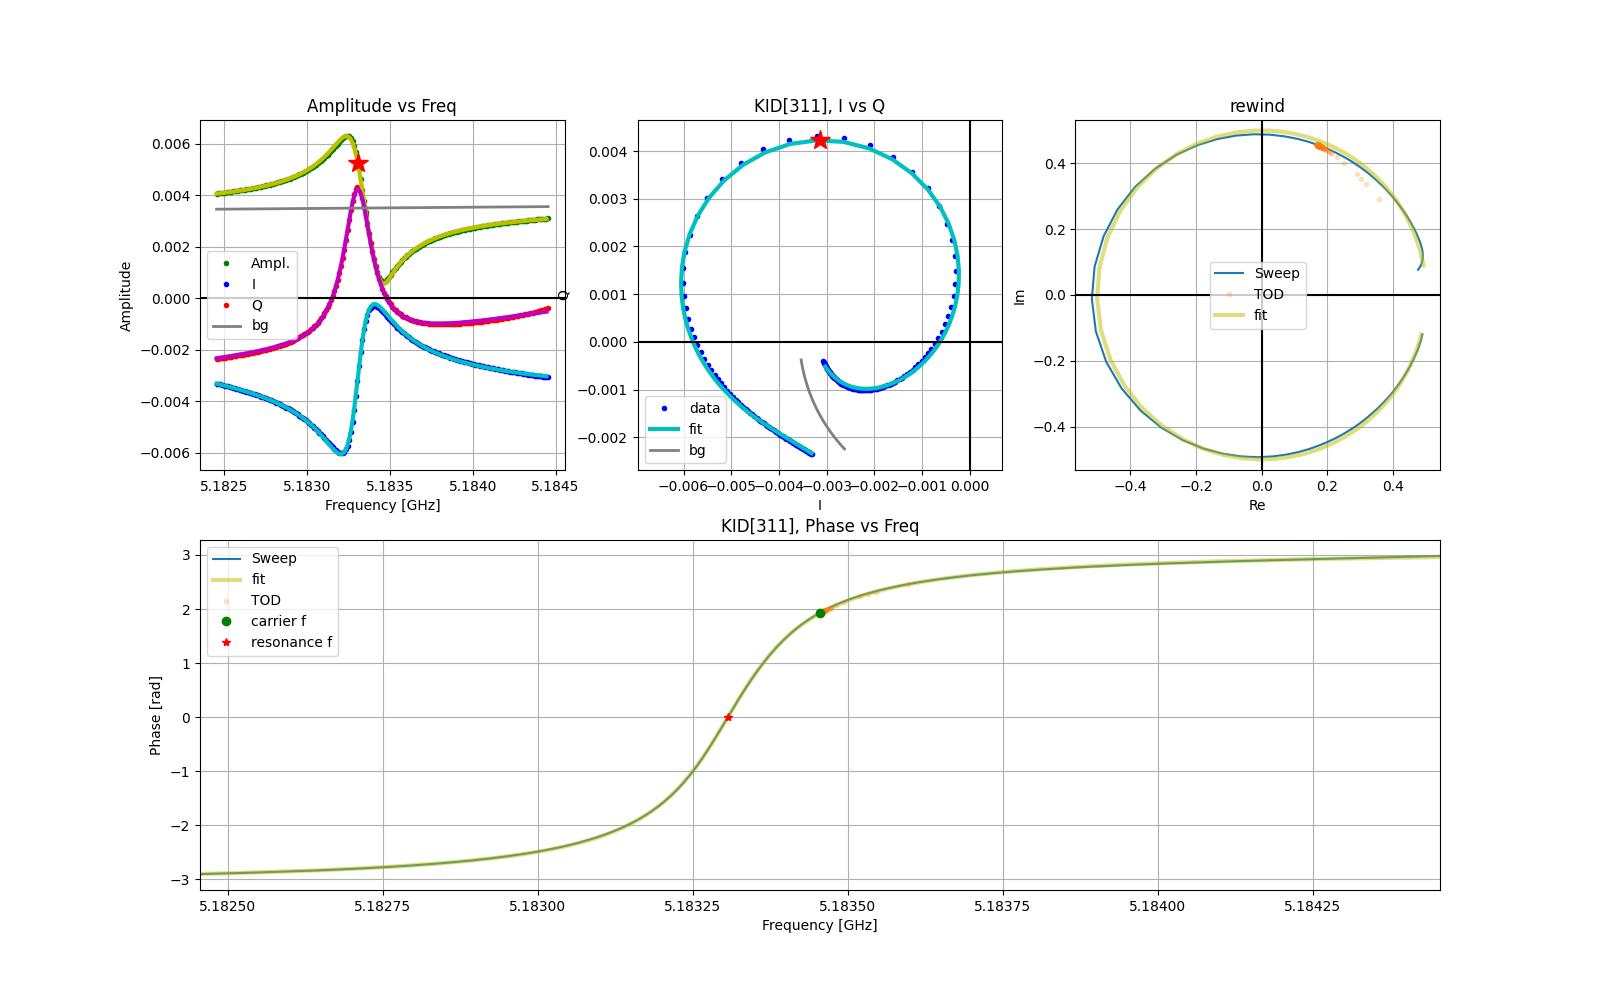 Amplitude vs Freq
Amplitude
0.006
0.004
0.002
0.000
−0.002
−0.004
−0.006
Ampl.
I
Q
bg
5.1825 5.1830 5.1835 5.1840 5.1845
Frequency [GHz]
KID[311], I vs Q
Q
0.004
0.003
0.002
0.001
0.000
−0.001
−0.002
data
fit
bg
−0.006 −0.005 −0.004 −0.003 −0.002 −0.001 0.000
I
rewind
Im
0.4
0.2
0.0
−0.2
−0.4
Sweep
TOD
fit
−0.4 −0.2 0.0 0.2 0.4
Re
KID[311], Phase vs Freq
Phase [rad]
3
2
1
0
−1
−2
−3
Sweep
fit
TOD
carrier f
resonance f
5.18250 5.18275 5.18300 5.18325 5.18350 5.18375 5.18400 5.18425
Frequency [GHz]